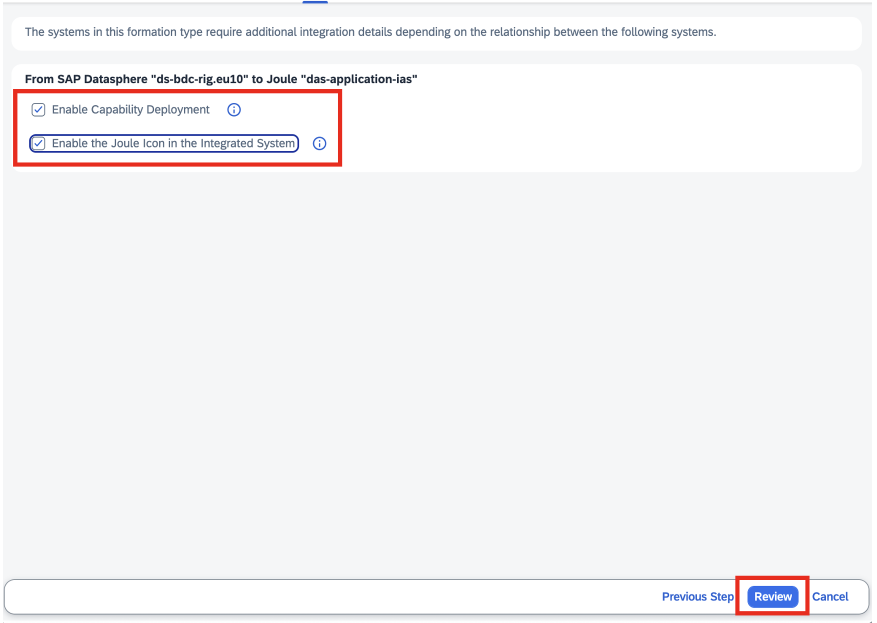 The systems in this formation type require additional integration details depending on the relationship between the following systems.
From SAP Datasphere "ds-bdc-rig.eu10" to Joule "das-application-ias"
Enable Capability Deployment
Enable the Joule Icon in the Integrated System
Previous Step Review Cancel